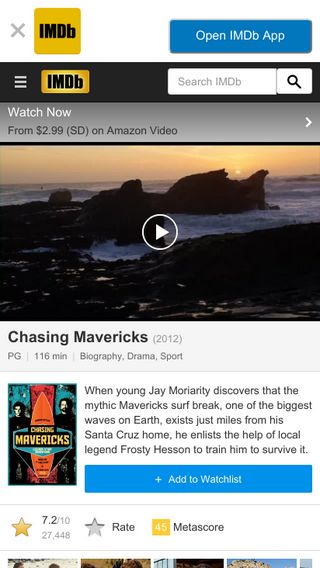 IMDb
Open IMDb App
IMDb
Search IMDb
Watch Now
From $2.99 (SD) on Amazon Video
Chasing Mavericks (2012)
PG | 116 min | Biography, Drama, Sport
CHASING
MAVERICKS
When young Jay Moriarity discovers that the
mythic Mavericks surf break, one of the biggest
waves on Earth, exists just miles from his
Santa Cruz home, he enlists the help of local
legend Frosty Hesson to train him to survive it.
+ Add to Watchlist
7.2/10
27,448
Rate
45 Metascore